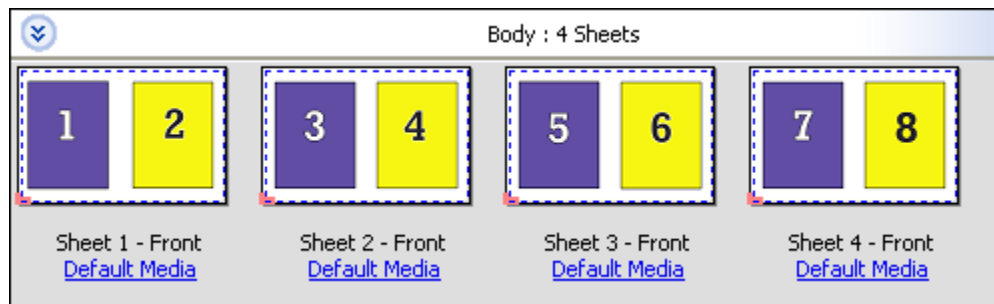 Body : 4 Sheets
1 2 3 4 5 6 7 8
Sheet 1 - Front Sheet 2 - Front Sheet 3 - Front Sheet 4 - Front
Default Media Default Media Default Media Default Media